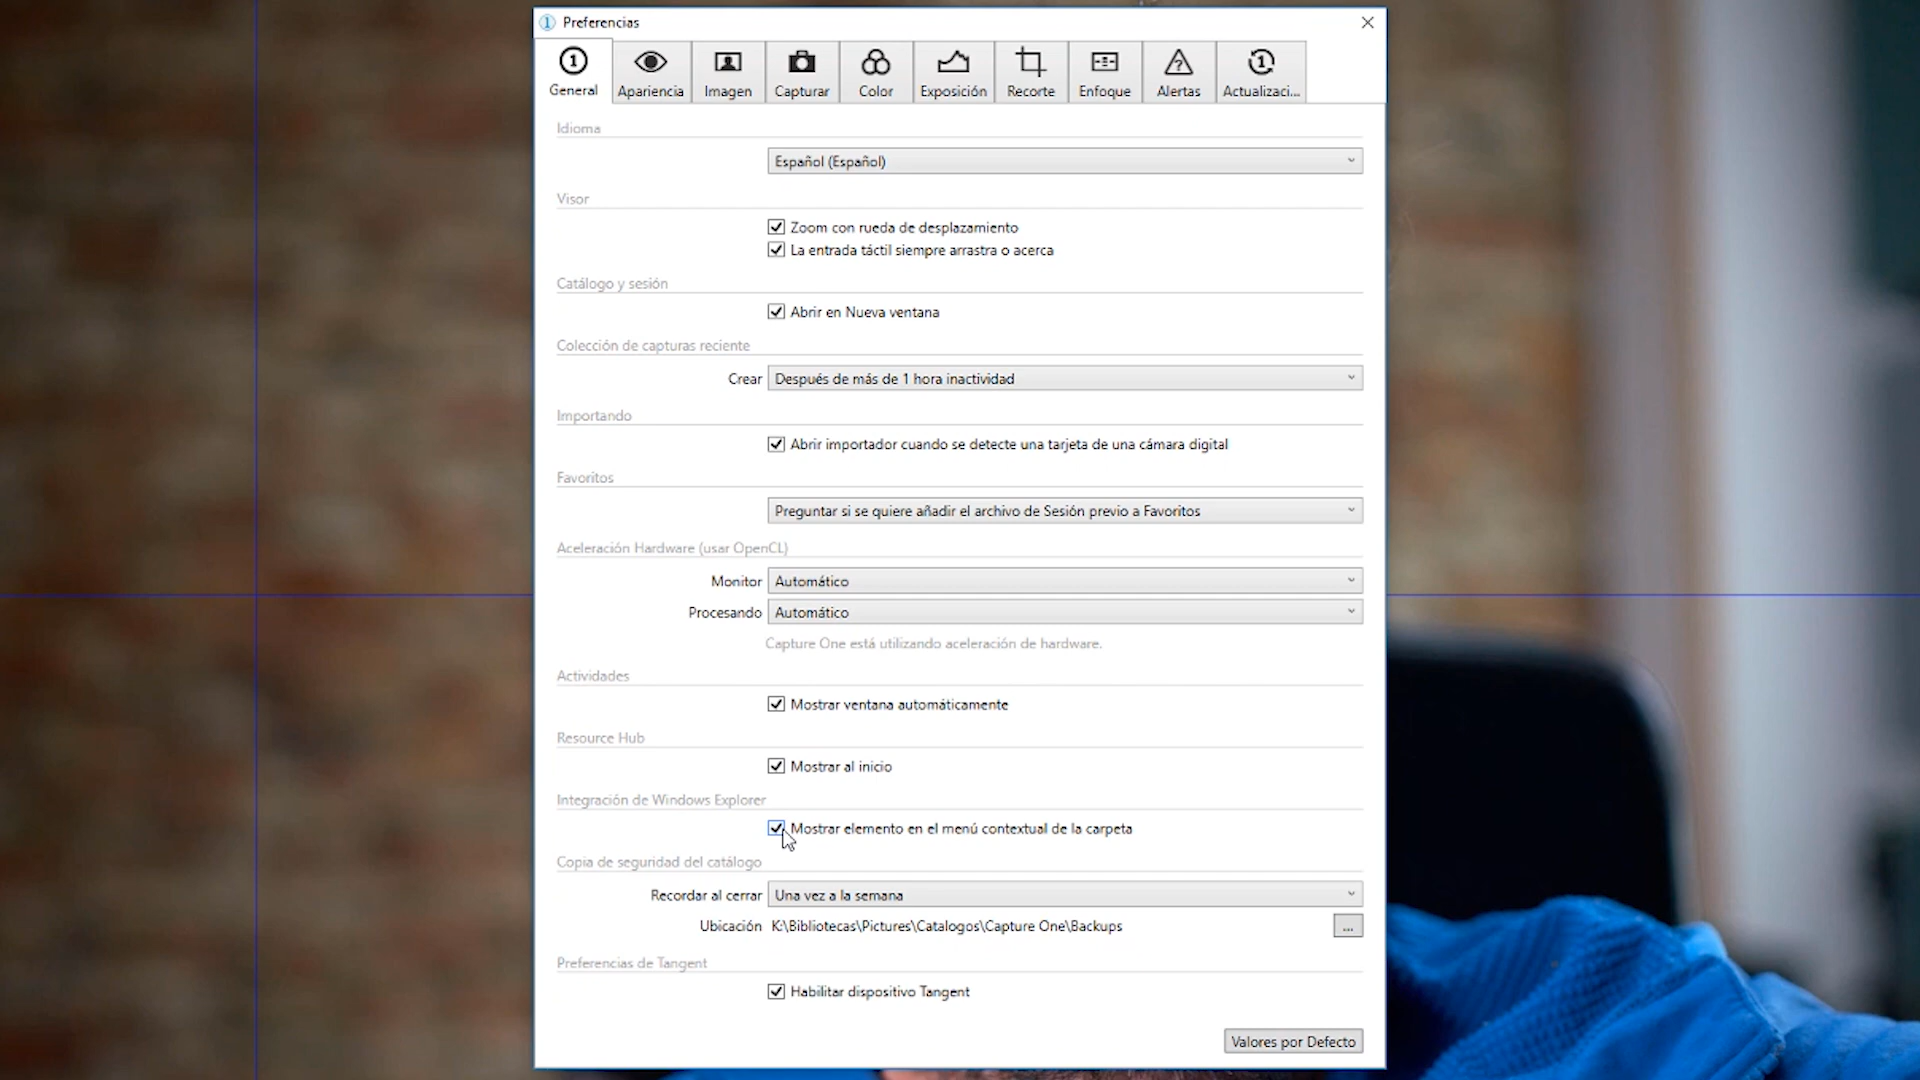 Preferencias
General
Apariencia
Imagen
Capturar
Color
Exposición
Recorte
Enfoque
Alertas
Actualizaci...
Idioma
Español (Español)
Visor
Zoom con rueda de desplazamiento
La entrada táctil siempre arrastra o acerca
Catálogo y sesión
Abrir en Nueva ventana
Colección de capturas reciente
Crear Después de más de 1 hora inactividad
Importando
Abrir importador cuando se detecte una tarjeta de una cámara digital
Favoritos
Preguntar si se quiere añadir el archivo de Sesión previo a Favoritos
Aceleración Hardware (usar OpenCL)
Monitor Automático
Procesando Automático
Capture One está utilizando aceleración de hardware.
Actividades
Mostrar ventana automáticamente
Resource Hub
Mostrar al inicio
Integración de Windows Explorer
Mostrar elemento en el menú contextual de la carpeta
Copia de seguridad del catálogo
Recordar al cerrar Una vez a la semana
Ubicación K:\Bibliotecas\Pictures\Catalogos\Capture One\Backups ...
Preferencias de Tangent
Habilitar dispositivo Tangent
Valores por Defecto